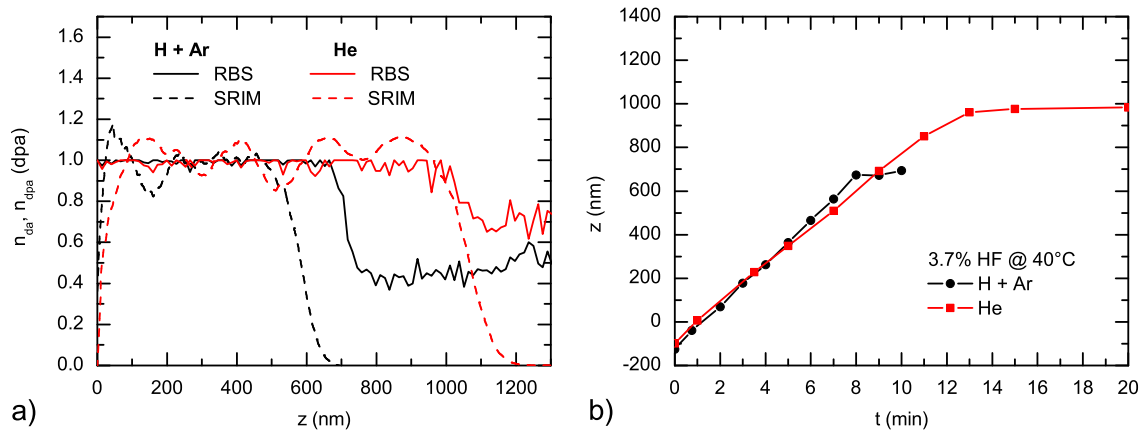 1.6
1.4
1.2
1.0
0.8
0.6
0.4
0.2
0.0
n_da, n_dpa (dpa)
H + Ar He
RBS RBS
SRIM SRIM
0 200 400 600 800 1000 1200
z (nm)
a)
1400
1200
1000
800
600
400
200
0
-200
z (nm)
3.7% HF @ 40°C
H + Ar
He
0 2 4 6 8 10 12 14 16 18 20
t (min)
b)